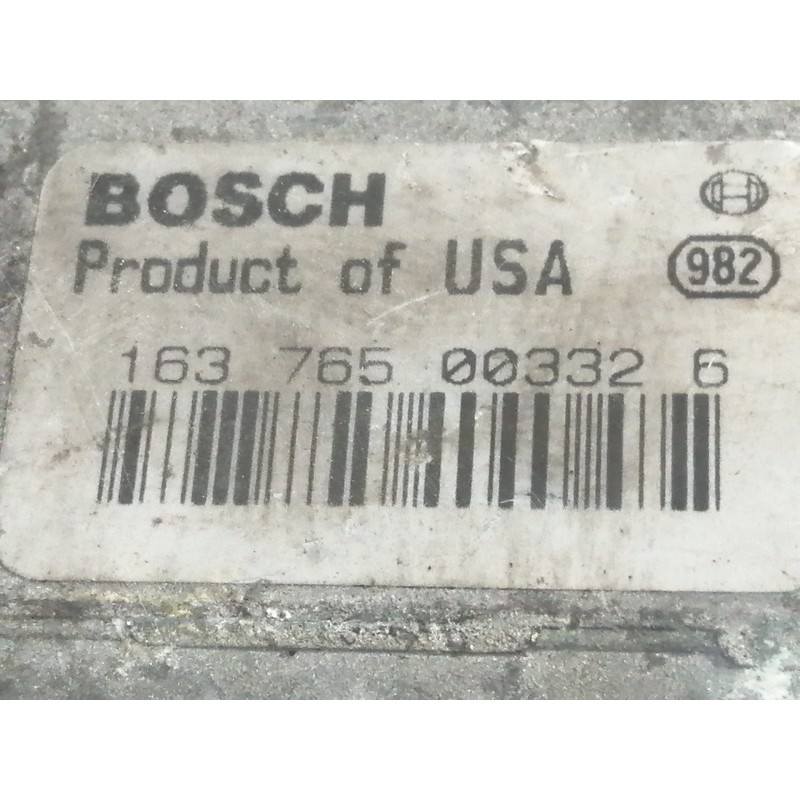 BOSCH
Product of USA 982
163 765 00332 6